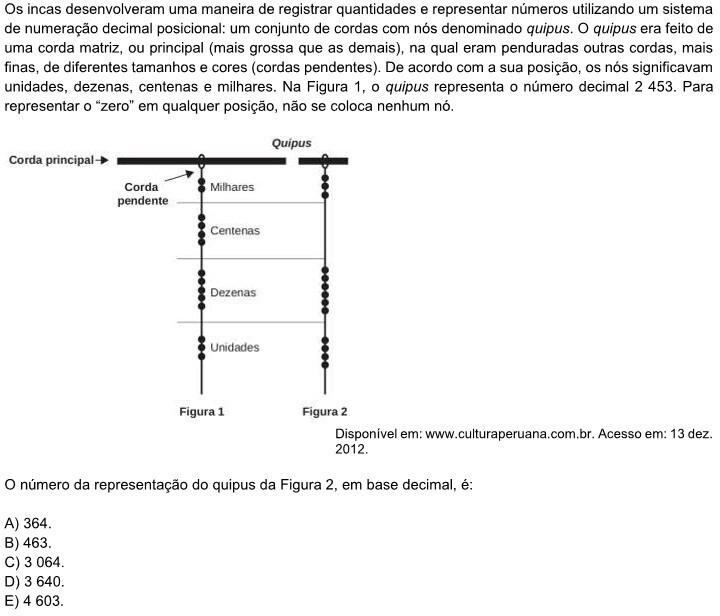 Os incas desenvolveram uma maneira de registrar quantidades e representar números utilizando um sistema
de numeração decimal posicional: um conjunto de cordas com nós denominado quipus. O quipus era feito de
uma corda matriz, ou principal (mais grossa que as demais), na qual eram penduradas outras cordas, mais
finas, de diferentes tamanhos e cores (cordas pendentes). De acordo com a sua posição, os nós significavam
unidades, dezenas, centenas e milhares. Na Figura 1, o quipus representa o número decimal 2 453. Para
representar o “zero” em qualquer posição, não se coloca nenhum nó.
Quipus
Corda principal
Corda
pendente
Milhares
Centenas
Dezenas
Unidades
Figura 1
Figura 2
Disponível em: www.culturaperuana.com.br. Acesso em: 13 dez.
2012.
O número da representação do quipus da Figura 2, em base decimal, é:
A) 364.
B) 463.
C) 3 064.
D) 3 640.
E) 4 603.